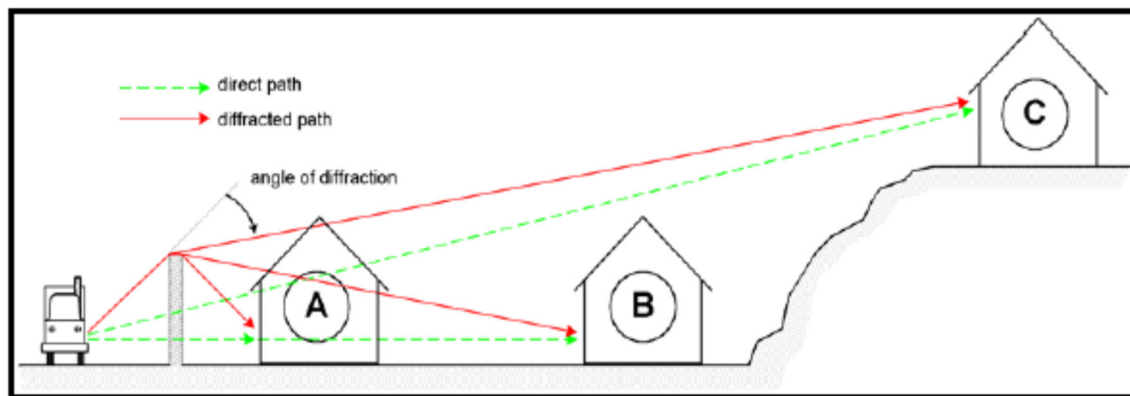 direct path
diffracted path
angle of diffraction
A
B
C